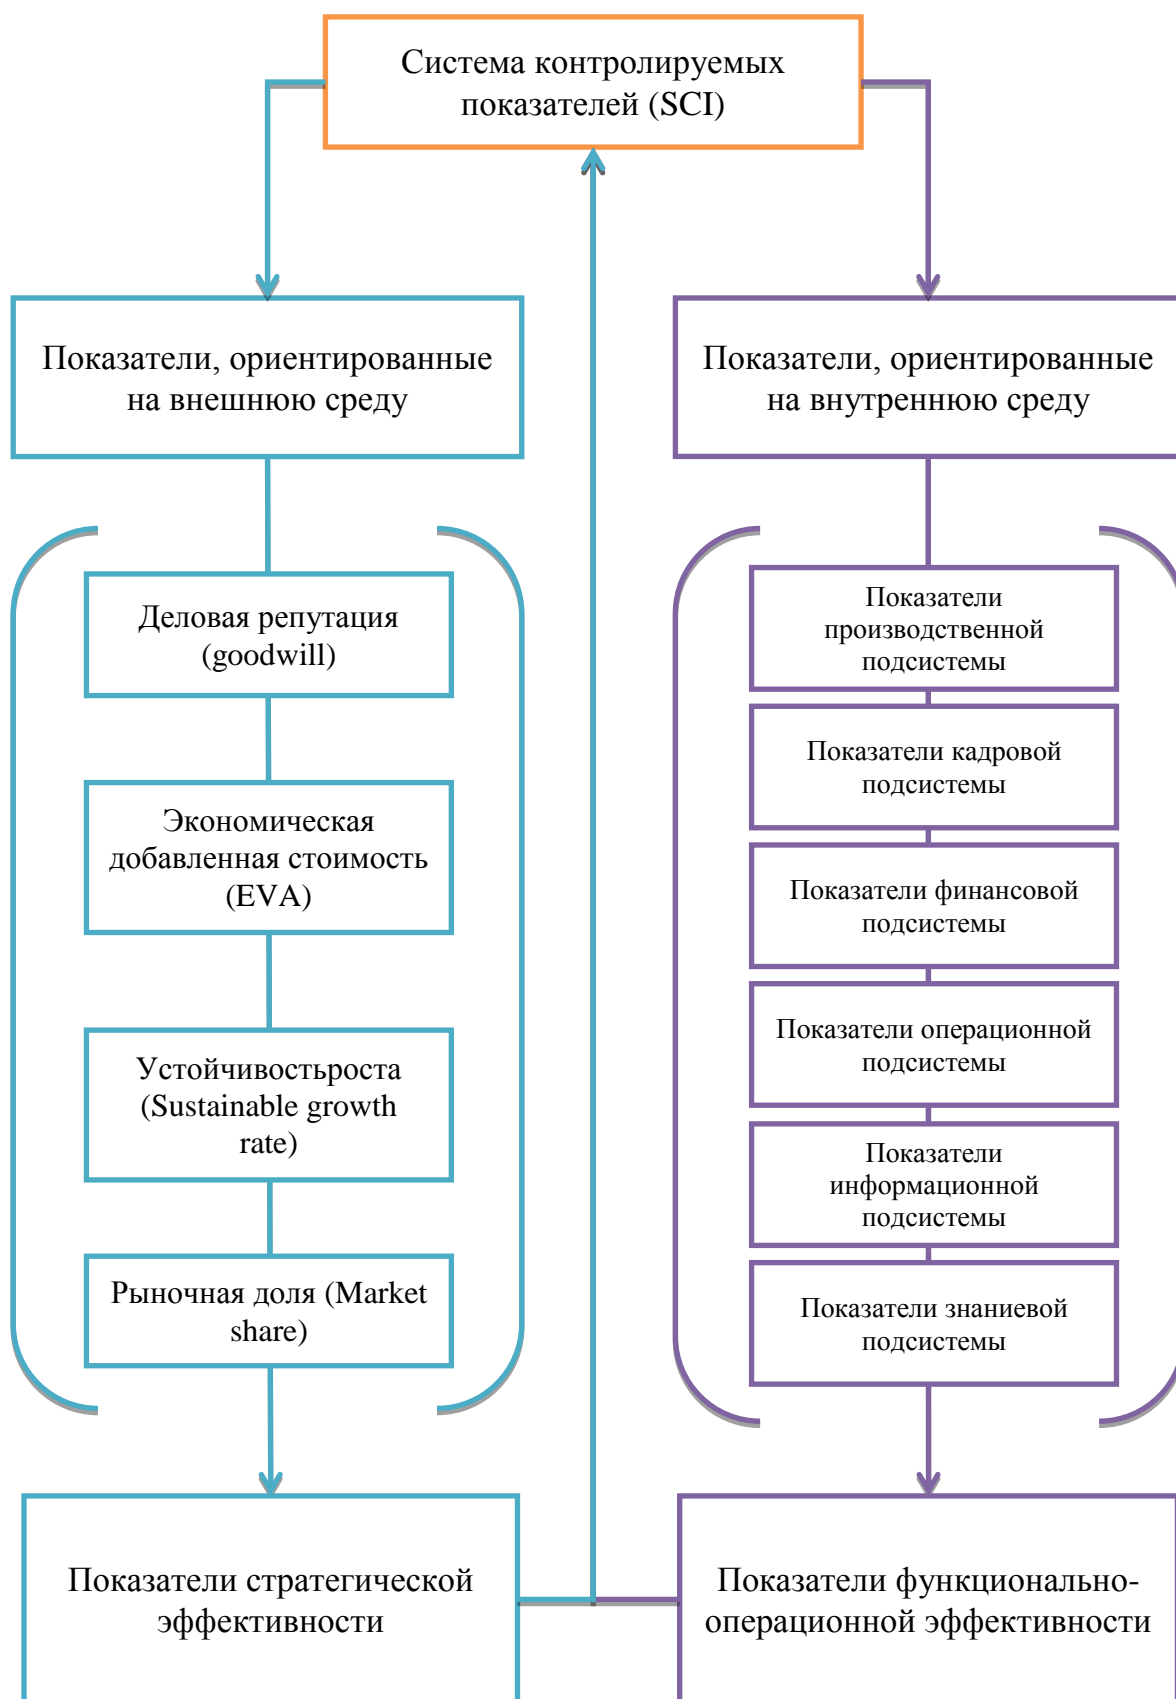 Система контролируемых
показателей (SCI)
Показатели, ориентированные
на внешнюю среду
Показатели, ориентированные
на внутреннюю среду
Деловая репутация
(goodwill)
Экономическая
добавленная стоимость
(EVA)
Устойчивостьроста
(Sustainable growth
rate)
Рыночная доля (Market
share)
Показатели
производственной
подсистемы
Показатели кадровой
подсистемы
Показатели финансовой
подсистемы
Показатели операционной
подсистемы
Показатели
информационной
подсистемы
Показатели знаниевой
подсистемы
Показатели стратегической
эффективности
Показатели функционально-
операционной эффективности